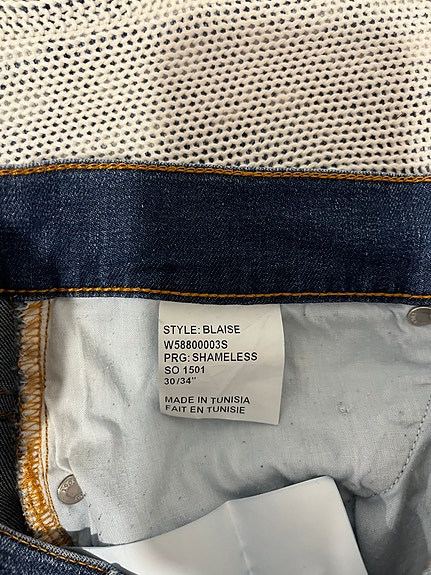 STYLE: BLAISE
W58800003S
PRG: SHAMELESS
SO 1501
30/34"
MADE IN TUNISIA
FAIT EN TUNISIE